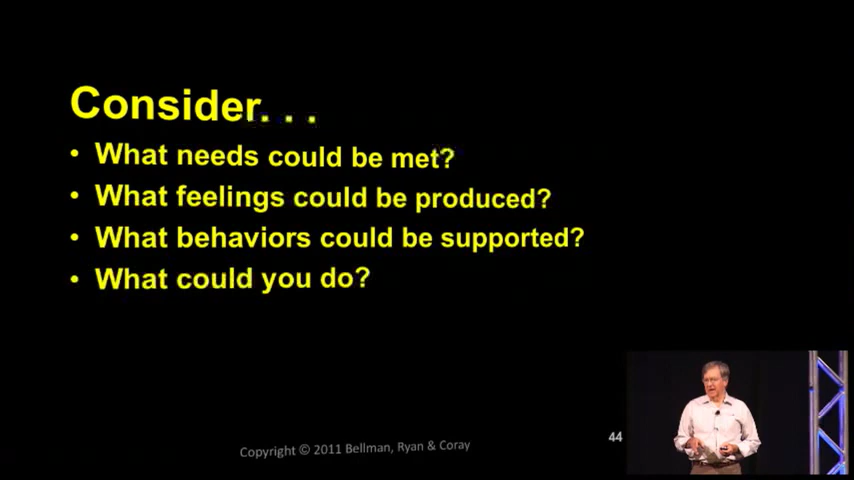 Consider. . .
• What needs could be met?
• What feelings could be produced?
• What behaviors could be supported?
• What could you do?
Copyright © 2011 Bellman, Ryan & Coray
44